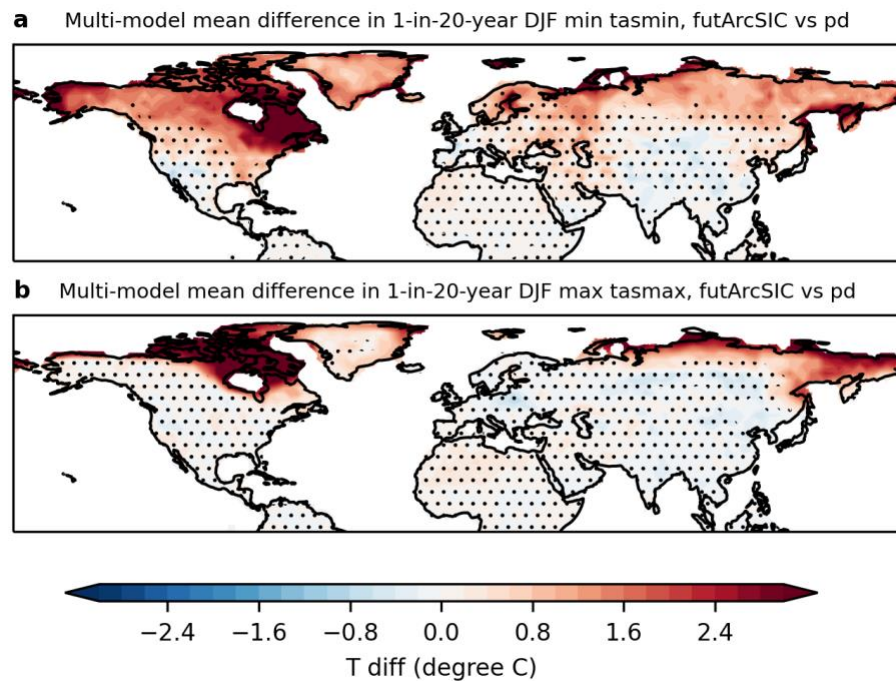 a Multi-model mean difference in 1-in-20-year DJF min tasmin, futArcSIC vs pd
b Multi-model mean difference in 1-in-20-year DJF max tasmax, futArcSIC vs pd
−2.4 −1.6 −0.8 0.0 0.8 1.6 2.4
T diff (degree C)